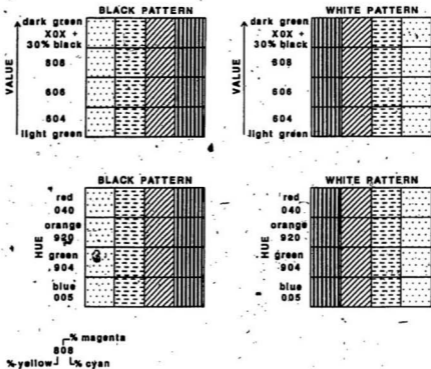 BLACK PATTERN
dark green
X0X +
30% black
808
606
604
light green
VALUE
WHITE PATTERN
dark green
X0X +
30% black
808
606
604
light green
VALUE
BLACK PATTERN
red
040
orange
920
green
904
blue
005
HUE
WHITE PATTERN
red
040
orange
920
green
904
blue
005
HUE
% magenta
808
% yellow
% cyan